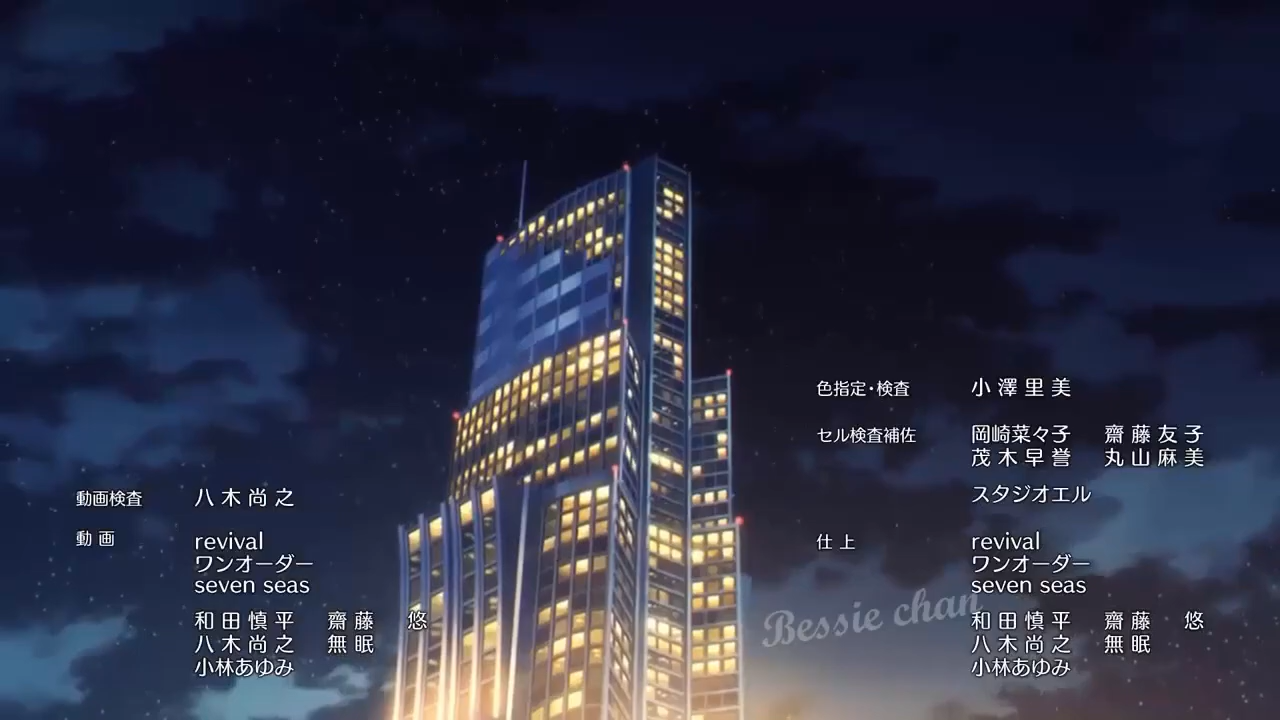 動画検査 八木尚之
動画 revival
ワンオーダー
seven seas
和田慎平 齋藤 悠
八木尚之 無眠
小林あゆみ
色指定・検査 小澤里美
セル検査補佐 岡崎菜々子 齋藤友子
茂木早誉 丸山麻美
スタジオエル
仕上 revival
ワンオーダー
seven seas
和田慎平 齋藤 悠
八木尚之 無眠
小林あゆみ
Bessie chan